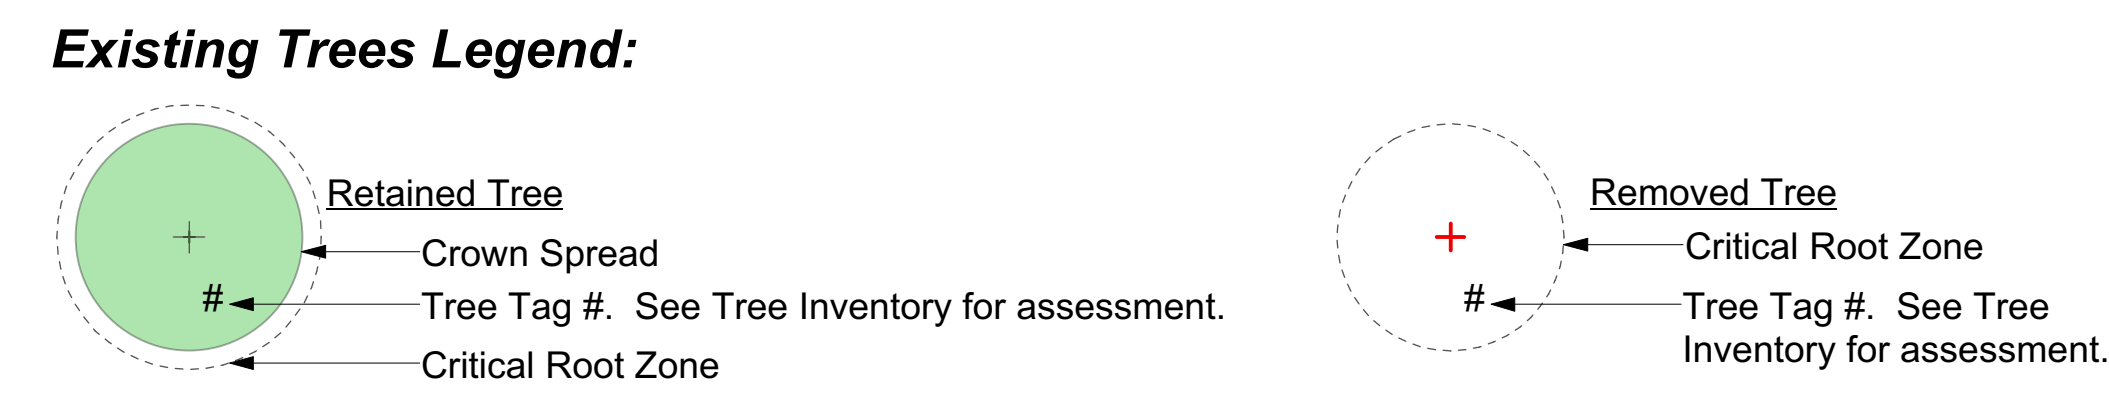 Existing Trees Legend:
Retained Tree
Crown Spread
#
Tree Tag #.  See Tree Inventory for assessment.
Critical Root Zone
Removed Tree
Critical Root Zone
#
Tree Tag #.  See Tree
Inventory for assessment.